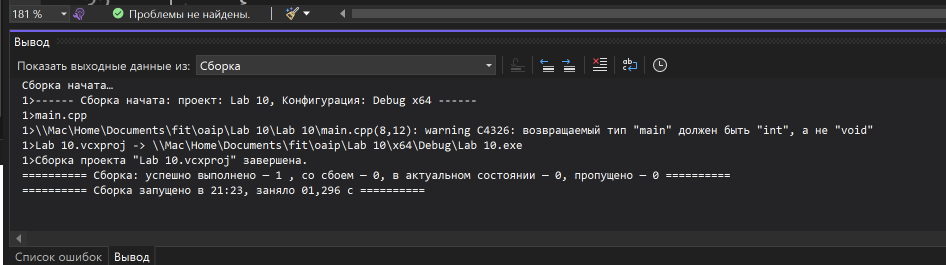 181 %
Проблемы не найдены.
Вывод
Показать выходные данные из: Сборка
Сборка начата…
1>------ Сборка начата: проект: Lab 10, Конфигурация: Debug x64 ------
1>main.cpp
1>\\Mac\Home\Documents\fit\oaip\Lab 10\Lab 10\main.cpp(8,12): warning C4326: возвращаемый тип "main" должен быть "int", а не "void"
1>Lab 10.vcxproj -> \\Mac\Home\Documents\fit\oaip\Lab 10\x64\Debug\Lab 10.exe
1>Сборка проекта "Lab 10.vcxproj" завершена.
========== Сборка: успешно выполнено — 1 , со сбоем — 0, в актуальном состоянии — 0, пропущено — 0 ==========
========== Сборка запущено в 21:23, заняло 01,296 с ==========
Список ошибок Вывод